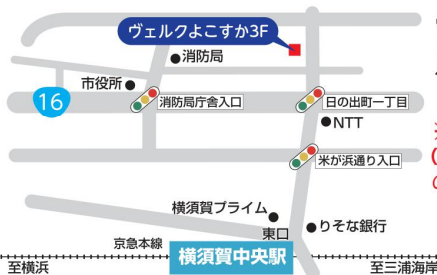 ヴェルクよこすか3F
消防局
市役所
16
消防局庁舎入口
日の出町一丁目
NTT
米が浜通り入口
横須賀プライム
東口
りそな銀行
京急本線
横須賀中央駅
至横浜
至三浦海岸